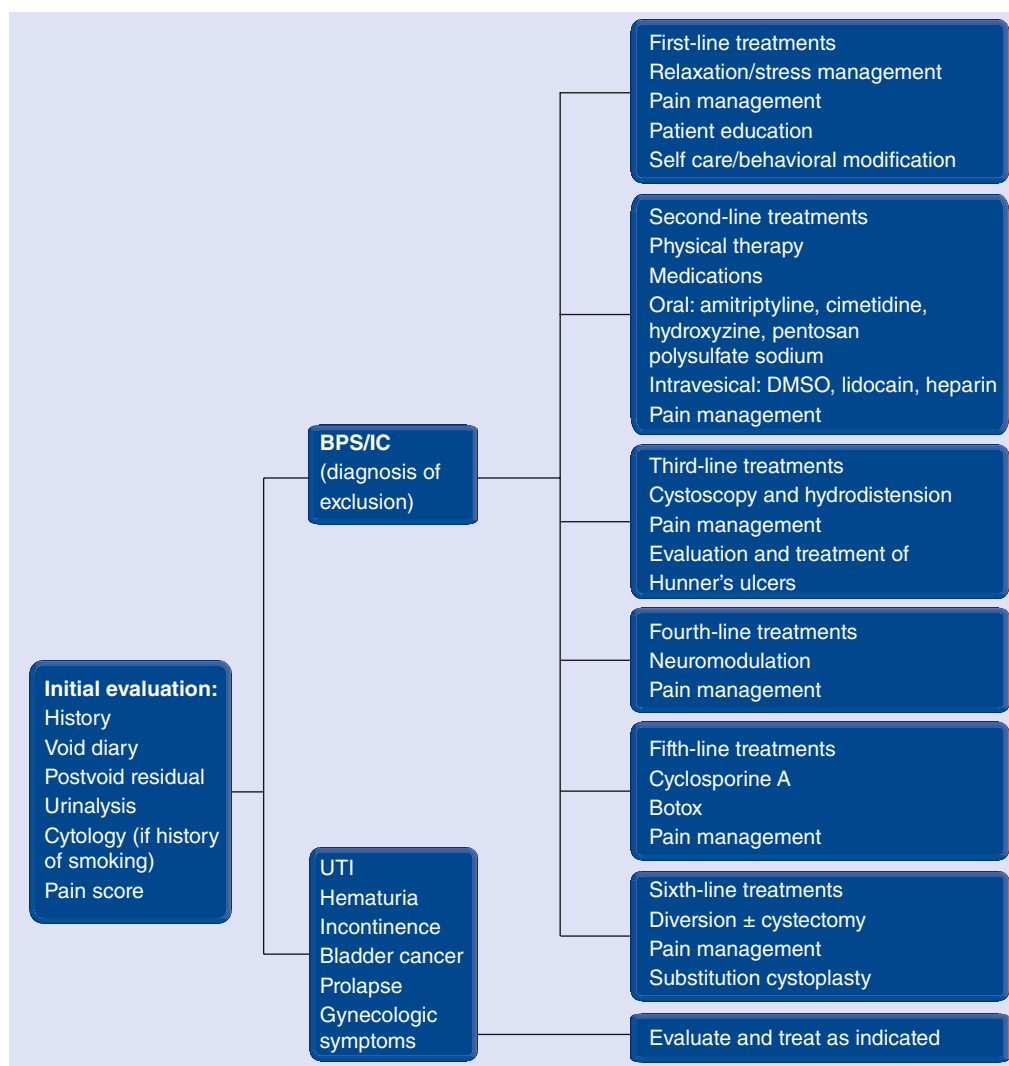 Initial evaluation:
History
Void diary
Postvoid residual
Urinalysis
Cytology (if history
of smoking)
Pain score
BPS/IC
(diagnosis of
exclusion)
First-line treatments
Relaxation/stress management
Pain management
Patient education
Self care/behavioral modification
Second-line treatments
Physical therapy
Medications
Oral: amitriptyline, cimetidine,
hydroxyzine, pentosan
polysulfate sodium
Intravesical: DMSO, lidocain, heparin
Pain management
Third-line treatments
Cystoscopy and hydrodistension
Pain management
Evaluation and treatment of
Hunner's ulcers
Fourth-line treatments
Neuromodulation
Pain management
Fifth-line treatments
Cyclosporine A
Botox
Pain management
Sixth-line treatments
Diversion ± cystectomy
Pain management
Substitution cystoplasty
UTI
Hematuria
Incontinence
Bladder cancer
Prolapse
Gynecologic
symptoms
Evaluate and treat as indicated